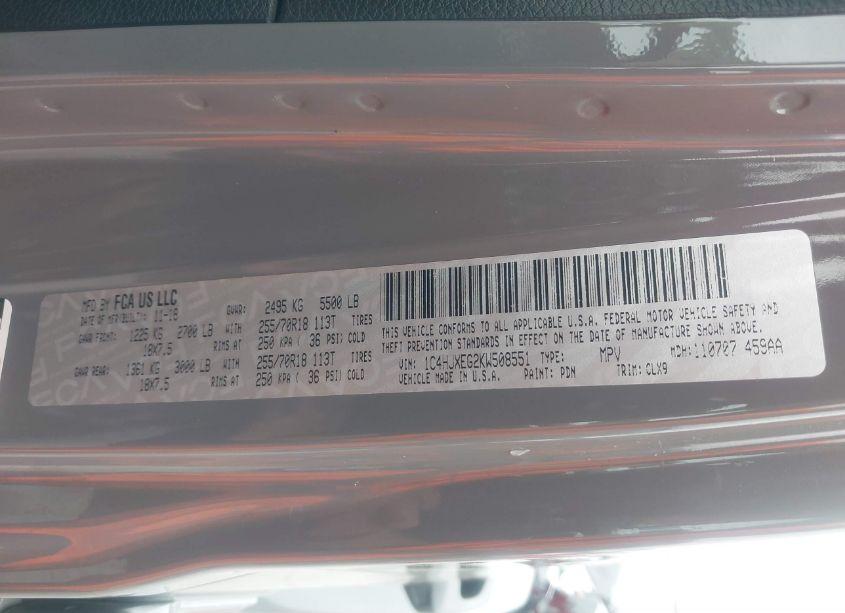 MFD BY FCA US LLC
DATE OF MFR/BUILT): 11-18 GVWR: 2495 KG 5500 LB
GAWR FRONT: 1225 KG 2700 LB WITH 255/70R18 113T TIRES
18X7.5 RIMS AT 250 KPA ( 36 PSI) COLD
GAWR REAR: 1361 KG 3000 LB WITH 255/70R18 113T TIRES
18X7.5 RIMS AT 250 KPA ( 36 PSI) COLD
THIS VEHICLE CONFORMS TO ALL APPLICABLE U.S.A. FEDERAL MOTOR VEHICLE SAFETY AND
THEFT PREVENTION STANDARDS IN EFFECT ON THE DATE OF MANUFACTURE SHOWN ABOVE.
VIN: 1C4HJXEG2KW508551 TYPE: MPV MDH: 110707 459AA
VEHICLE MADE IN U.S.A. PAINT: PDN TRIM: CLX9